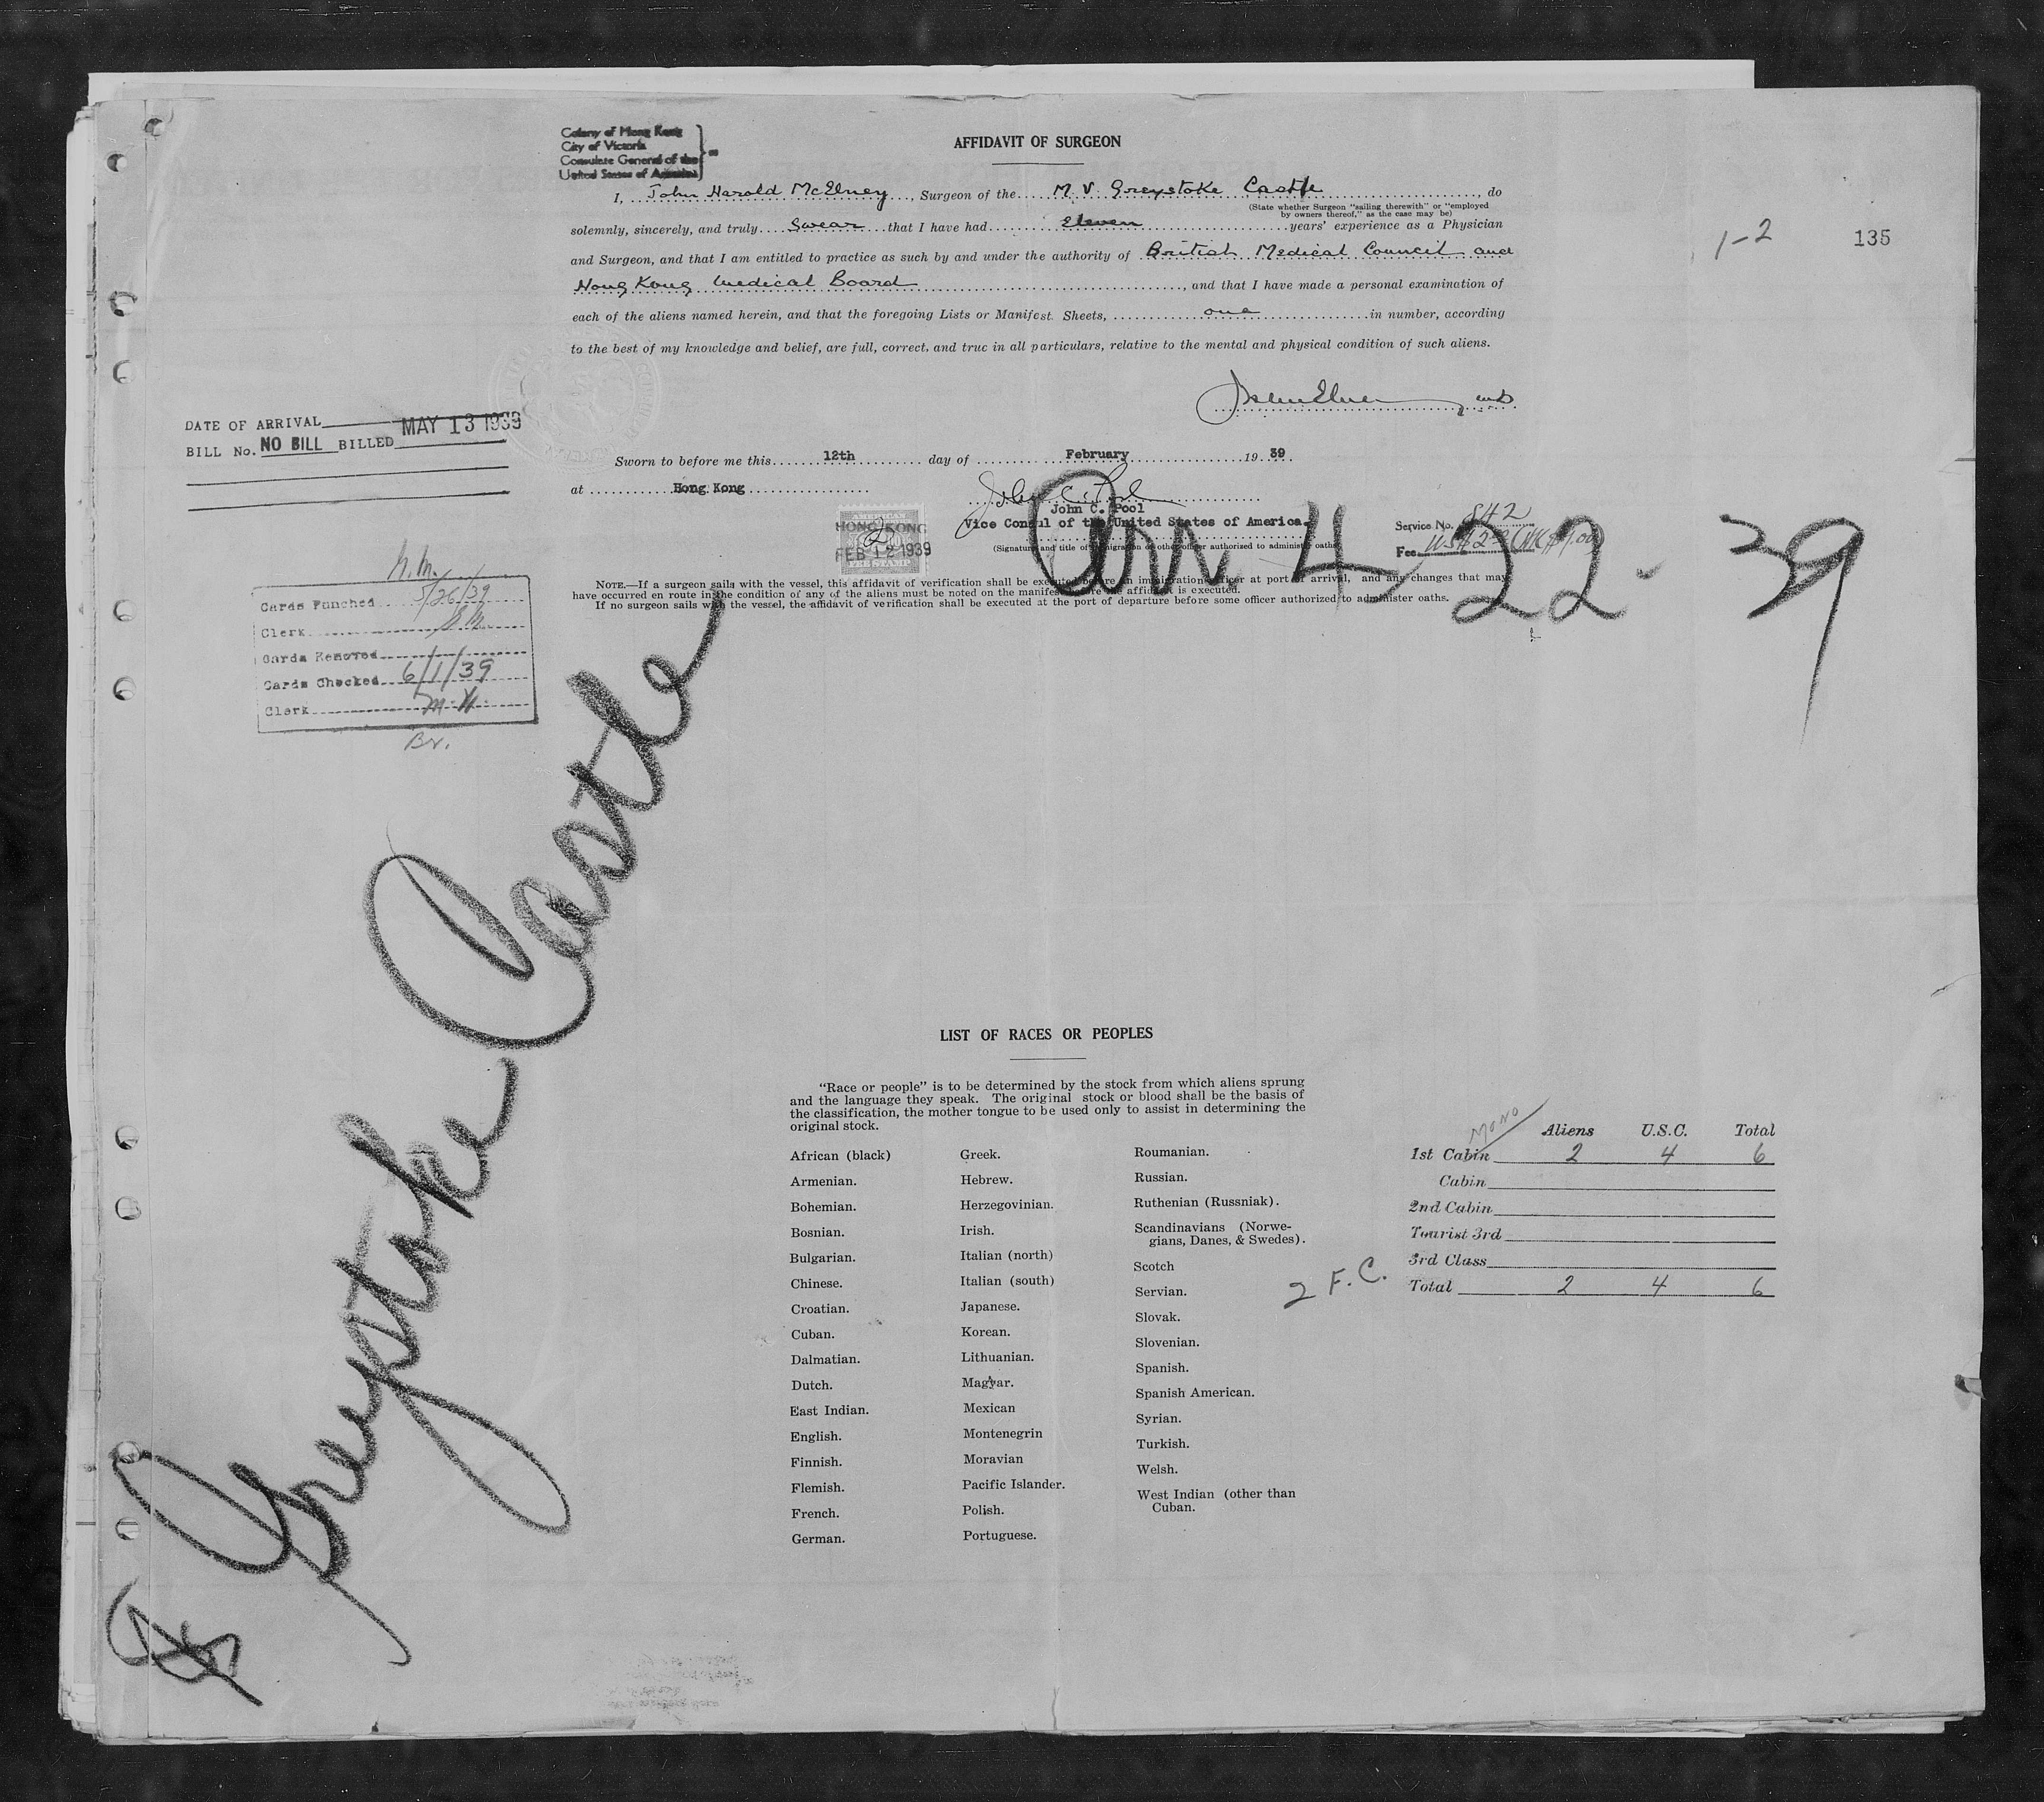 Colony of Hong Kong
City of Victoria
Consulate General of the
United States of America
AFFIDAVIT OF SURGEON
I, John Harold McElney, Surgeon of the M. V. Greystoke Castle, do
(State whether Surgeon "sailing therewith" or "employed
by owners thereof," as the case may be)
solemnly, sincerely, and truly swear that I have had Eleven years' experience as a Physician
and Surgeon, and that I am entitled to practice as such by and under the authority of British Medical Council and
Hong Kong Medical Board, and that I have made a personal examination of
each of the aliens named herein, and that the foregoing Lists or Manifest Sheets, one in number, according
to the best of my knowledge and belief, are full, correct, and true in all particulars, relative to the mental and physical condition of such aliens.
1-2
135
DATE OF ARRIVAL MAY 13 1939
BILL No. NO BILL BILLED
Sworn to before me this 12th day of February 19 39.
at Hong Kong
John C. Pool
John C. Pool
Vice Consul of the United States of America.
(Signature and title of immigration or other officer authorized to administer oaths
HONG KONG
2
FEB 12 1939
FEE STAMP
Service No. 842
Fee
Arr 4-22-39
NOTE.—If a surgeon sails with the vessel, this affidavit of verification shall be executed before an immigration officer at port of arrival, and any changes that may
have occurred en route in the condition of any of the aliens must be noted on the manifest before the affidavit is executed.
If no surgeon sails with the vessel, the affidavit of verification shall be executed at the port of departure before some officer authorized to administer oaths.
Cards Punched 5/26/39
Clerk
Cards Removed
Cards Checked 6/1/39
Clerk M.H.
Br.
Greystoke Castle
LIST OF RACES OR PEOPLES
"Race or people" is to be determined by the stock from which aliens sprung
and the language they speak. The original stock or blood shall be the basis of
the classification, the mother tongue to be used only to assist in determining the
original stock.
African (black)
Armenian.
Bohemian.
Bosnian.
Bulgarian.
Chinese.
Croatian.
Cuban.
Dalmatian.
Dutch.
East Indian.
English.
Finnish.
Flemish.
French.
German.
Greek.
Hebrew.
Herzegovinian.
Irish.
Italian (north)
Italian (south)
Japanese.
Korean.
Lithuanian.
Magyar.
Mexican
Montenegrin
Moravian
Pacific Islander.
Polish.
Portuguese.
Roumanian.
Russian.
Ruthenian (Russniak).
Scandinavians (Norwe-
gians, Danes, & Swedes).
Scotch
Servian.
Slovak.
Slovenian.
Spanish.
Spanish American.
Syrian.
Turkish.
Welsh.
West Indian (other than
Cuban.
MONO
Aliens U.S.C. Total
1st Cabin 2 4 6
Cabin
2nd Cabin
Tourist 3rd
3rd Class
Total 2 4 6
2 F.C.